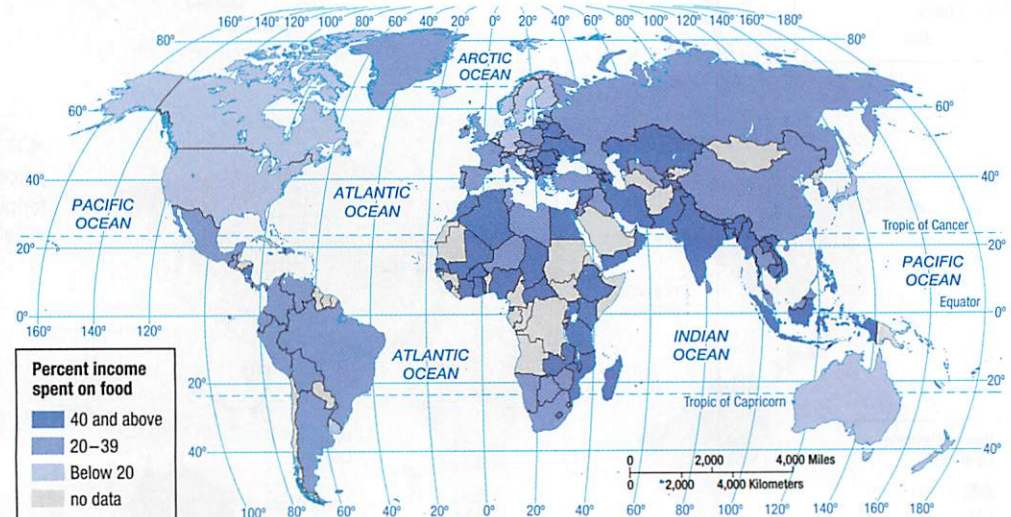 160° 140° 120° 100° 80° 60° 40° 20° 0° 20° 40° 60° 80° 100° 120° 140° 160° 180°
80° 80°
ARCTIC
OCEAN
60° 60°
40° 40°
PACIFIC
OCEAN
ATLANTIC
OCEAN
Tropic of Cancer
20° 20°
PACIFIC
OCEAN
Equator
0° 0°
160° 140° 120°
INDIAN
OCEAN
ATLANTIC
OCEAN
20° 20°
Tropic of Capricorn
40° 40°
0 2,000 4,000 Miles
0 2,000 4,000 Kilometers
100° 80° 60° 40° 20° 0° 20° 40° 60° 80° 100° 120° 140° 160° 180°
Percent income
spent on food
40 and above
20–39
Below 20
no data